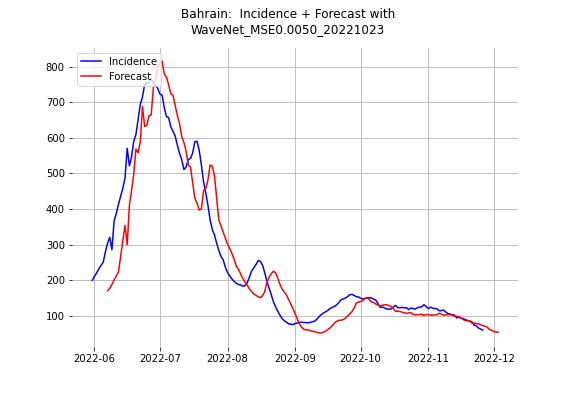 Bahrain:  Incidence + Forecast with
WaveNet_MSE0.0050_20221023
Incidence
Forecast
800
700
600
500
400
300
200
100
2022-06 2022-07 2022-08 2022-09 2022-10 2022-11 2022-12